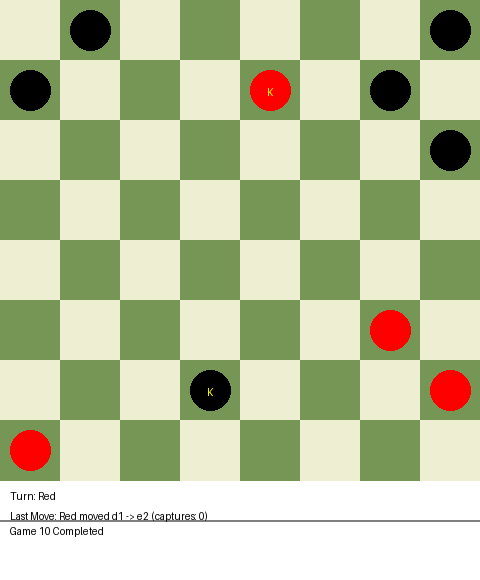 K
K
Turn: Red
Last Move: Red moved d1 -> e2 (captures: 0)
Game 10 Completed